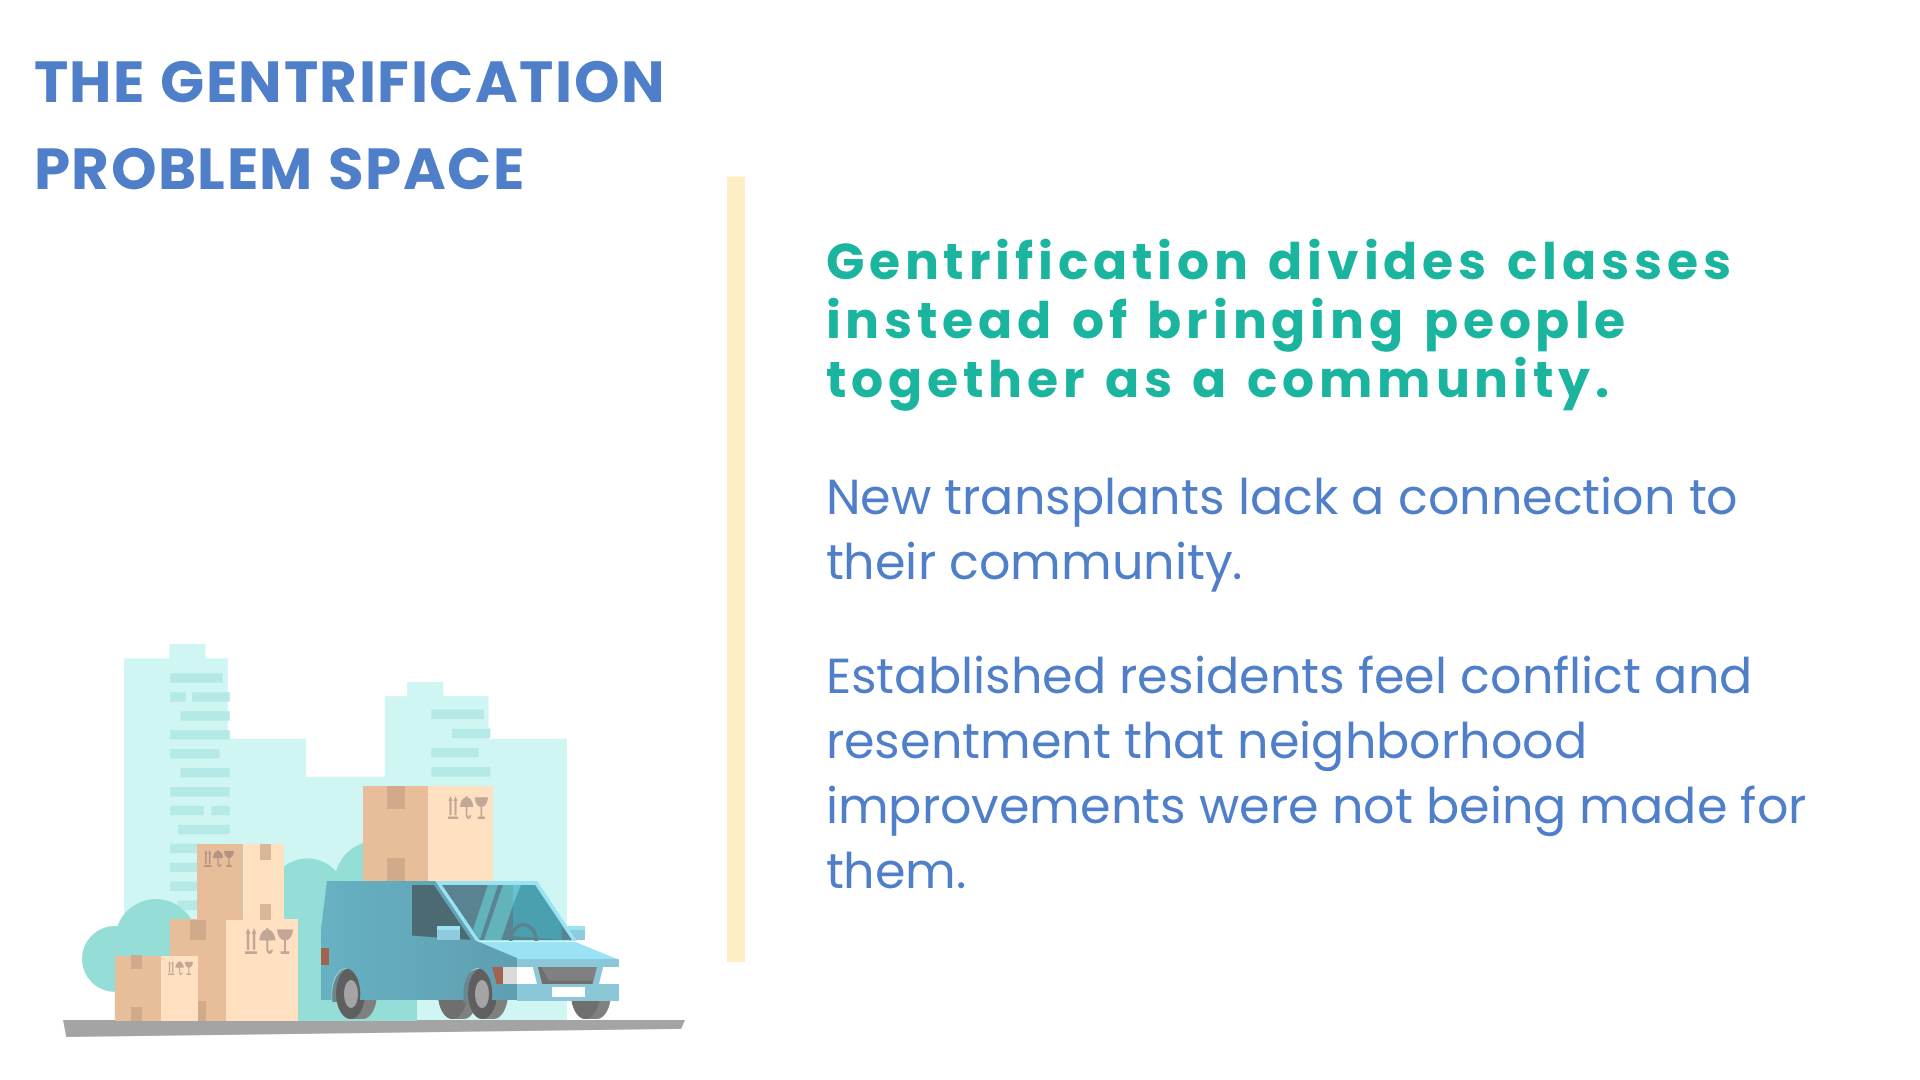 THE GENTRIFICATION
PROBLEM SPACE
Gentrification divides classes
instead of bringing people
together as a community.
New transplants lack a connection to
their community.
Established residents feel conflict and
resentment that neighborhood
improvements were not being made for
them.